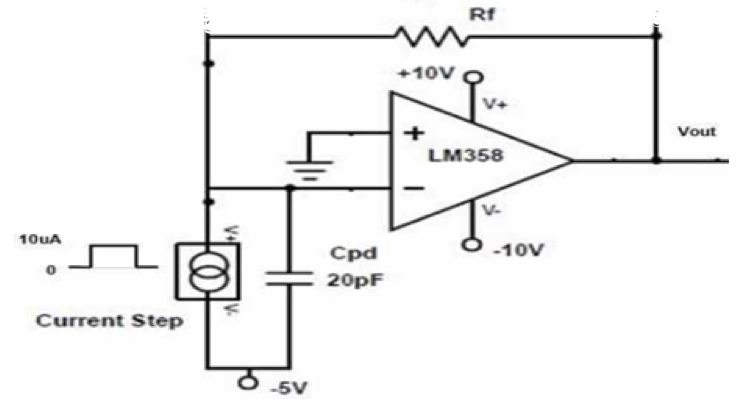 Rf
+10V
V+
+
LM358
Vout
−
V-
-10V
10uA
0
V+
V-
Cpd
20pF
Current Step
-5V